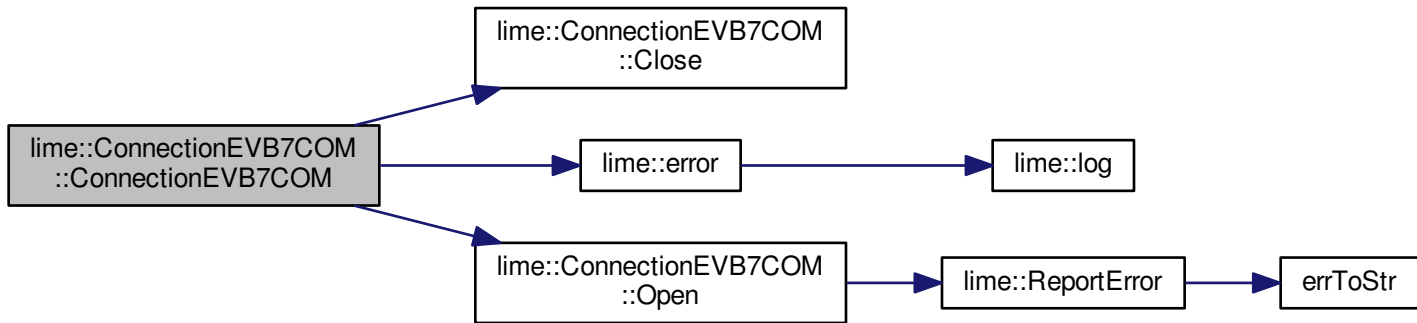 lime::ConnectionEVB7COM
::ConnectionEVB7COM
lime::ConnectionEVB7COM
::Close
lime::error
lime::log
lime::ConnectionEVB7COM
::Open
lime::ReportError
errToStr